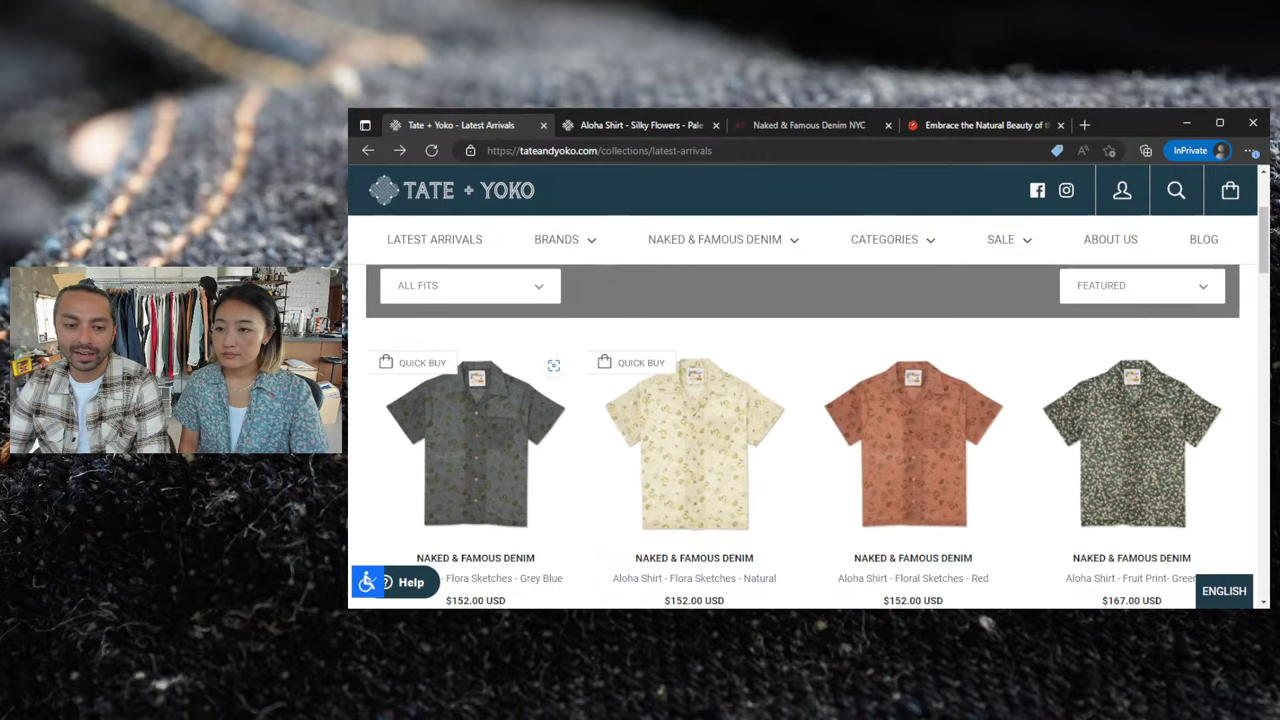 Tate + Yoko - Latest Arrivals
Aloha Shirt - Silky Flowers - Pale
Naked & Famous Denim NYC
Embrace the Natural Beauty of th
https://tateandyoko.com/collections/latest-arrivals
InPrivate
TATE + YOKO
LATEST ARRIVALS BRANDS NAKED & FAMOUS DENIM CATEGORIES SALE ABOUT US BLOG
ALL FITS FEATURED
QUICK BUY QUICK BUY
NAKED & FAMOUS DENIM NAKED & FAMOUS DENIM NAKED & FAMOUS DENIM NAKED & FAMOUS DENIM
- Flora Sketches - Grey Blue Aloha Shirt - Flora Sketches - Natural Aloha Shirt - Floral Sketches - Red Aloha Shirt - Fruit Print- Green
Help
ENGLISH
$152.00 USD $152.00 USD $152.00 USD $167.00 USD